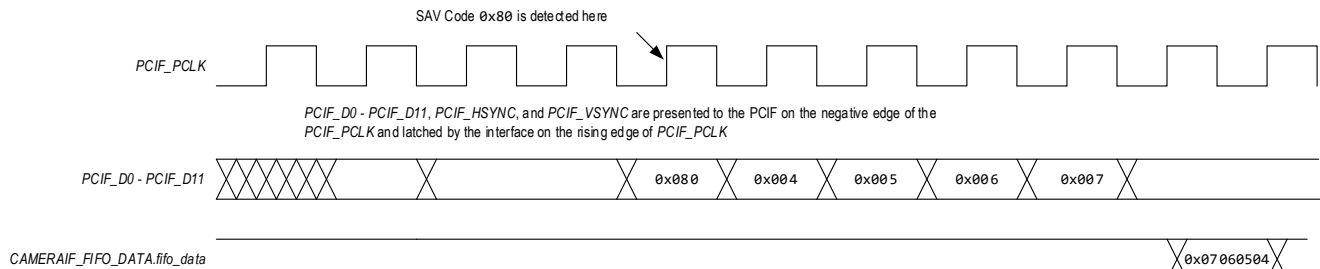 SAV Code 0x80 is detected here
PCIF_PCLK
PCIF_D0 - PCIF_D11, PCIF_HSYNC, and PCIF_VSYNC are presented to the PCIF on the negative edge of the
PCIF_PCLK and latched by the interface on the rising edge of PCIF_PCLK
PCIF_D0 - PCIF_D11 0x080 0x004 0x005 0x006 0x007
CAMERAIF_FIFO_DATA.fifo_data 0x07060504